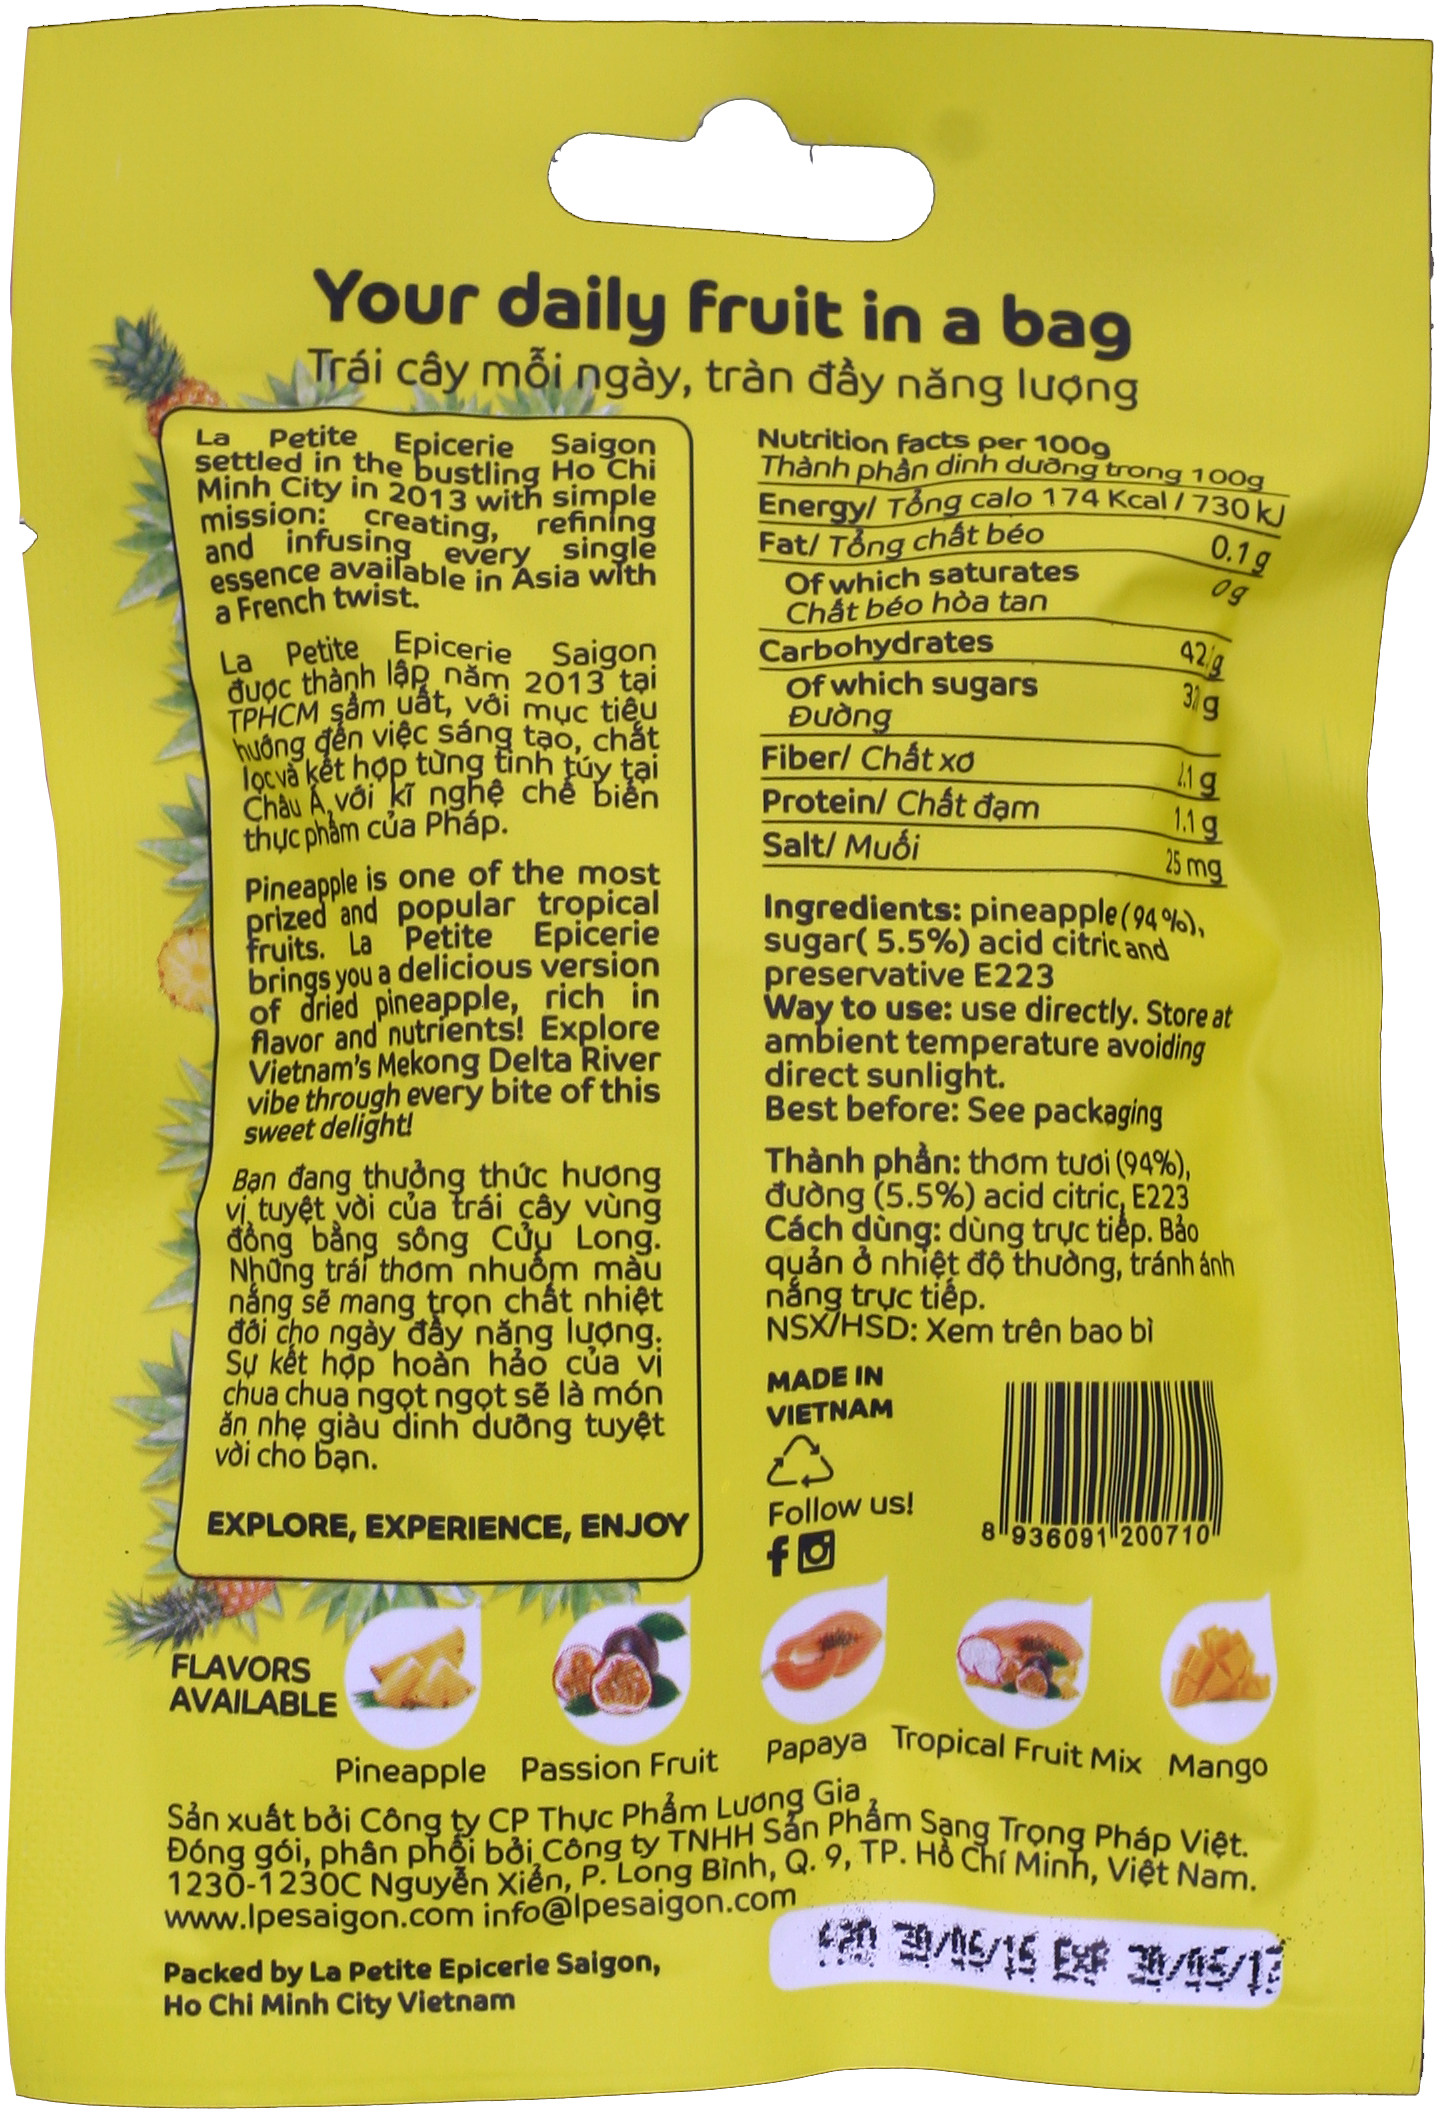 Your daily fruit in a bag
Trái cây mỗi ngày, tràn đầy năng lượng
La Petite Epicerie Saigon
settled in the bustling Ho Chi
Minh City in 2013 with simple
mission: creating, refining
and infusing every single
essence available in Asia with
a French twist.
La Petite Epicerie Saigon
được thành lập năm 2013 tại
TPHCM sầm uất, với mục tiêu
hướng đến việc sáng tạo, chắt
lọc và kết hợp từng tinh túy tại
Châu Á, với kĩ nghệ chế biến
thực phẩm của Pháp.
Pineapple is one of the most
prized and popular tropical
fruits. La Petite Epicerie
brings you a delicious version
of dried pineapple, rich in
flavor and nutrients! Explore
Vietnam's Mekong Delta River
vibe through every bite of this
sweet delight!
Bạn đang thưởng thức hương
vị tuyệt vời của trái cây vùng
đồng bằng sông Cửu Long.
Những trái thơm nhuốm màu
nắng sẽ mang trọn chất nhiệt
đới cho ngày đầy năng lượng.
Sự kết hợp hoàn hảo của vị
chua chua ngọt ngọt sẽ là món
ăn nhẹ giàu dinh dưỡng tuyệt
vời cho bạn.
EXPLORE, EXPERIENCE, ENJOY
Nutrition facts per 100g
Thành phần dinh dưỡng trong 100g
Energy/ Tổng calo 174 Kcal / 730 kJ
Fat/ Tổng chất béo 0.1 g
Of which saturates 0 g
Chất béo hòa tan
Carbohydrates 42 g
Of which sugars g
Đường
Fiber/ Chất xơ g
Protein/ Chất đạm 1.1 g
Salt/ Muối 25 mg
Ingredients: pineapple (94%),
sugar( 5.5%) acid citric and
preservative E223
Way to use: use directly. Store at
ambient temperature avoiding
direct sunlight.
Best before: See packaging
Thành phần: thơm tươi (94%),
đường (5.5%) acid citric, E223
Cách dùng: dùng trực tiếp. Bảo
quản ở nhiệt độ thường, tránh ánh
nắng trực tiếp.
NSX/HSD: Xem trên bao bì
MADE IN
VIETNAM
Follow us!
8 936091 200710
FLAVORS
AVAILABLE
Pineapple Passion Fruit Papaya Tropical Fruit Mix Mango
Sản xuất bởi Công ty CP Thực Phẩm Lương Gia
Đóng gói, phân phối bởi Công ty TNHH Sản Phẩm Sang Trọng Pháp Việt.
1230-1230C Nguyễn Xiển, P. Long Bình, Q. 9, TP. Hồ Chí Minh, Việt Nam.
www.lpesaigon.com info@lpesaigon.com
EXP
Packed by La Petite Epicerie Saigon,
Ho Chi Minh City Vietnam